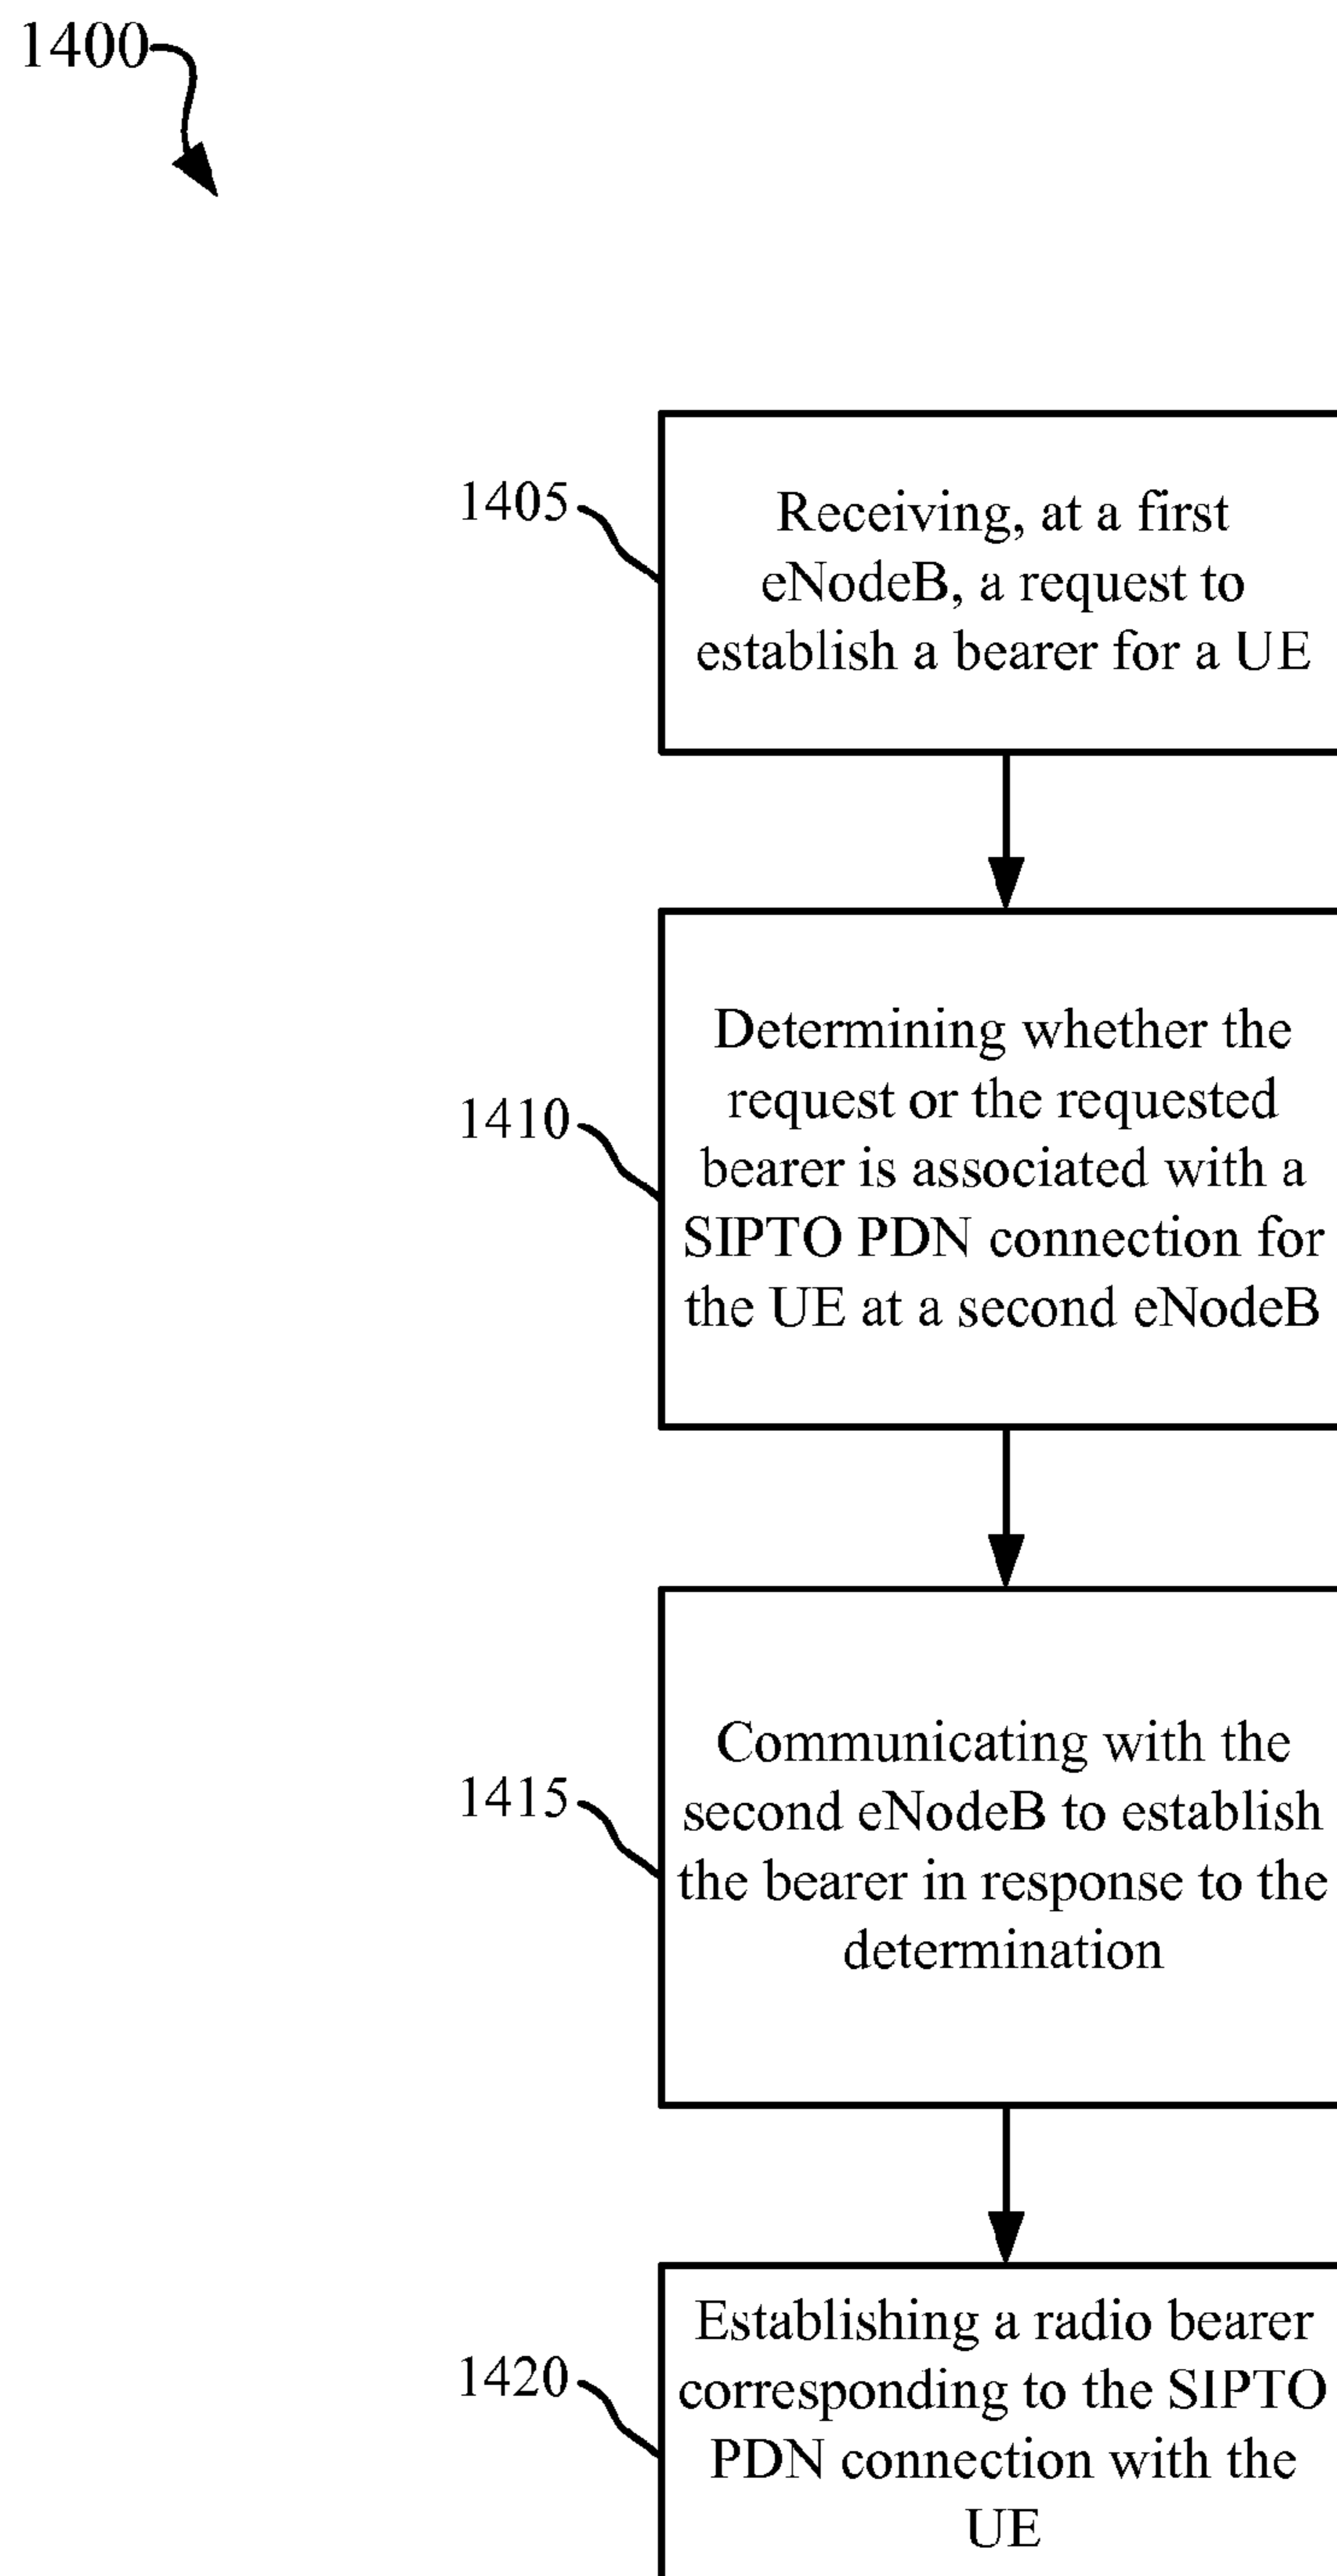 1400
1405
Receiving, at a first
eNodeB, a request to
establish a bearer for a UE
1410
Determining whether the
request or the requested
bearer is associated with a
SIPTO PDN connection for
the UE at a second eNodeB
1415
Communicating with the
second eNodeB to establish
the bearer in response to the
determination
1420
Establishing a radio bearer
corresponding to the SIPTO
PDN connection with the
UE